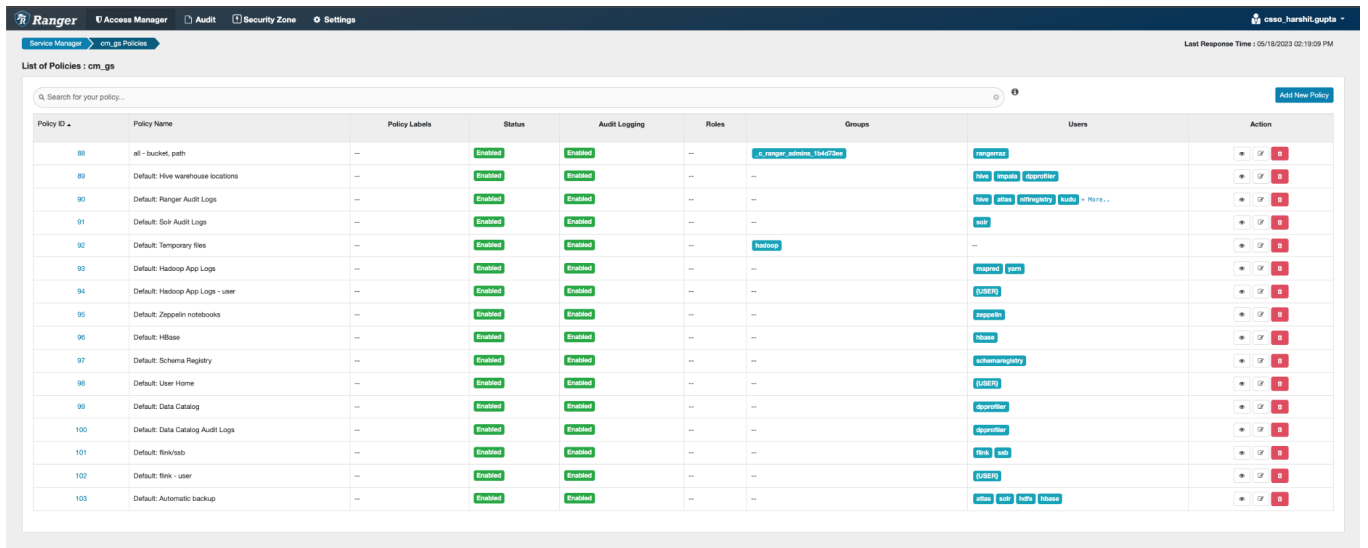 Ranger Access Manager Audit Security Zone Settings csso_harshit.gupta
Service Manager cm_gs Policies Last Response Time : 05/18/2023 02:19:09 PM
List of Policies : cm_gs
Search for your policy... Add New Policy
Policy ID Policy Name Policy Labels Status Audit Logging Roles Groups Users Action
88 all - bucket, path -- Enabled Enabled -- _c_ranger_admins_1b4d73ee rangerraz
89 Default: Hive warehouse locations -- Enabled Enabled -- -- hive impala dpprofiler
90 Default: Ranger Audit Logs -- Enabled Enabled -- -- hive atlas nifiregistry kudu + More..
91 Default: Solr Audit Logs -- Enabled Enabled -- -- solr
92 Default: Temporary files -- Enabled Enabled -- hadoop --
93 Default: Hadoop App Logs -- Enabled Enabled -- -- mapred yarn
94 Default: Hadoop App Logs - user -- Enabled Enabled -- -- {USER}
95 Default: Zeppelin notebooks -- Enabled Enabled -- -- zeppelin
96 Default: HBase -- Enabled Enabled -- -- hbase
97 Default: Schema Registry -- Enabled Enabled -- -- schemaregistry
98 Default: User Home -- Enabled Enabled -- -- {USER}
99 Default: Data Catalog -- Enabled Enabled -- -- dpprofiler
100 Default: Data Catalog Audit Logs -- Enabled Enabled -- -- dpprofiler
101 Default: flink/ssb -- Enabled Enabled -- -- flink ssb
102 Default: flink - user -- Enabled Enabled -- -- {USER}
103 Default: Automatic backup -- Enabled Enabled -- -- atlas solr hdfs hbase